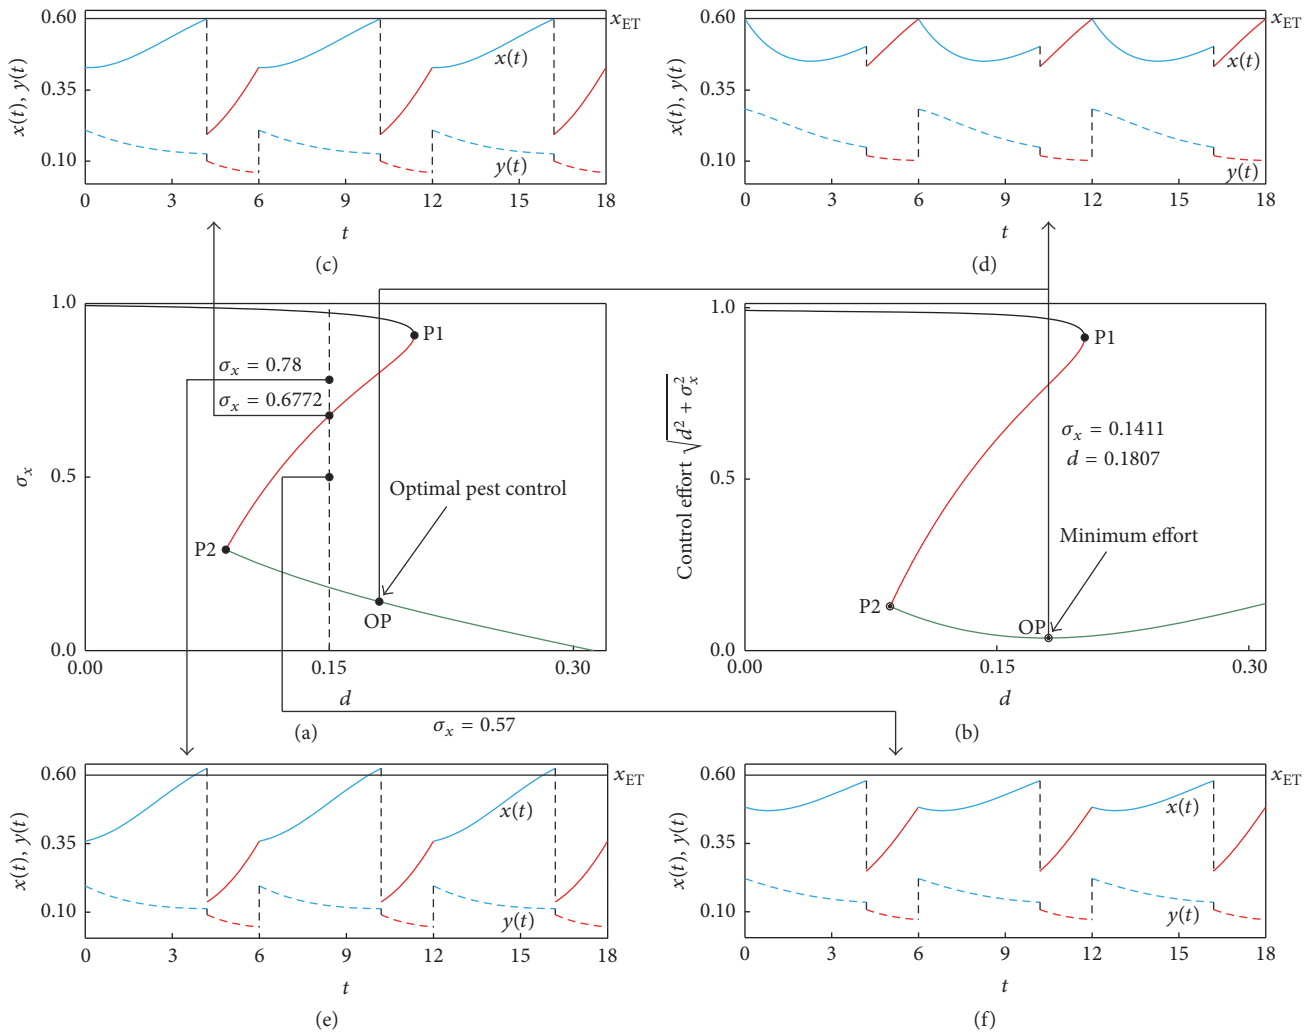 0.60
0.35
0.10
x(t), y(t)
x_ET
x(t)
y(t)
0 3 6 9 12 15 18
t
(c)
0.60
0.35
0.10
x(t), y(t)
x_ET
x(t)
y(t)
0 3 6 9 12 15 18
t
(d)
1.0
0.5
0.0
σ_x
P1
σ_x = 0.78
σ_x = 0.6772
Optimal pest control
P2
OP
0.00 0.15 0.30
d
(a)
σ_x = 0.57
1.0
0.5
0.0
Control effort √(d² + σ_x²)
P1
σ_x = 0.1411
d = 0.1807
Minimum effort
P2
OP
0.00 0.15 0.30
d
(b)
0.60
0.35
0.10
x(t), y(t)
x_ET
x(t)
y(t)
0 3 6 9 12 15 18
t
(e)
0.60
0.35
0.10
x(t), y(t)
x_ET
x(t)
y(t)
0 3 6 9 12 15 18
t
(f)